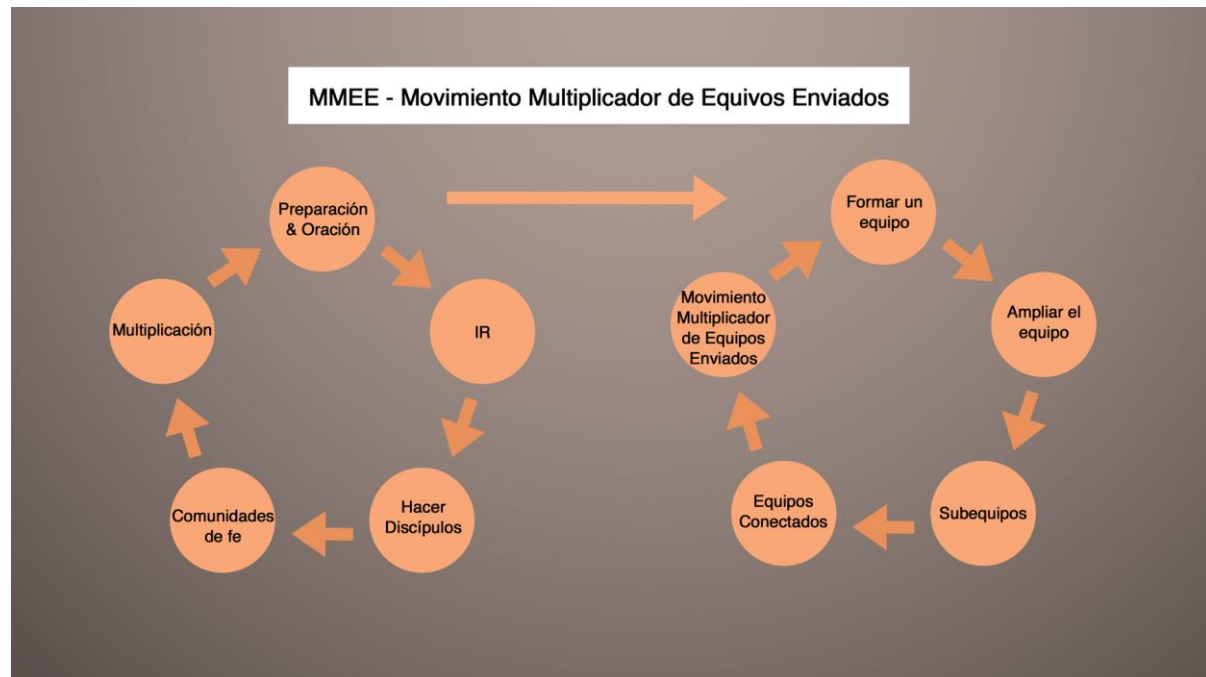 MMEE - Movimiento Multiplicador de Equivos Enviados
Preparación
& Oración
IR
Hacer
Discípulos
Comunidades
de fe
Multiplicación
Formar un
equipo
Ampliar el
equipo
Subequipos
Equipos
Conectados
Movimiento
Multiplicador
de Equipos
Enviados